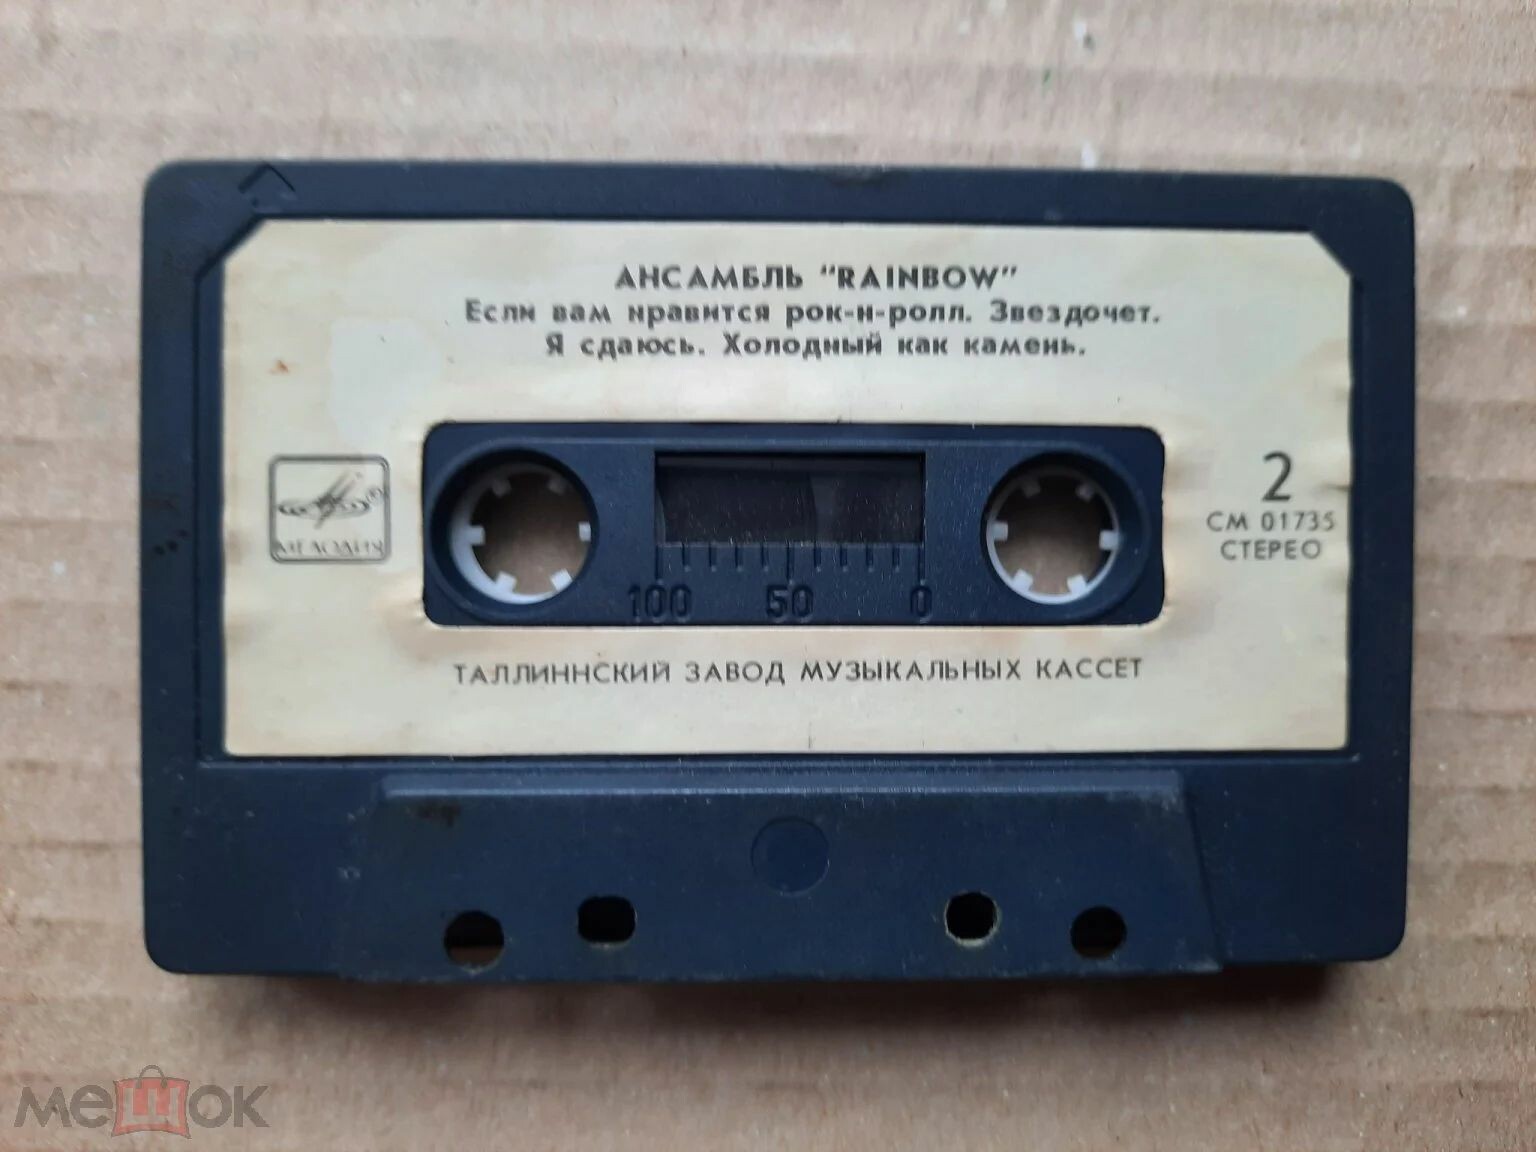 АНСАМБЛЬ "RAINBOW"
Если вам нравится рок-н-ролл. Звездочет.
Я сдаюсь. Холодный как камень.
МЕЛОДИЯ
2
СМ 01735
СТЕРЕО
100 50 0
ТАЛЛИННСКИЙ ЗАВОД МУЗЫКАЛЬНЫХ КАССЕТ
мешок